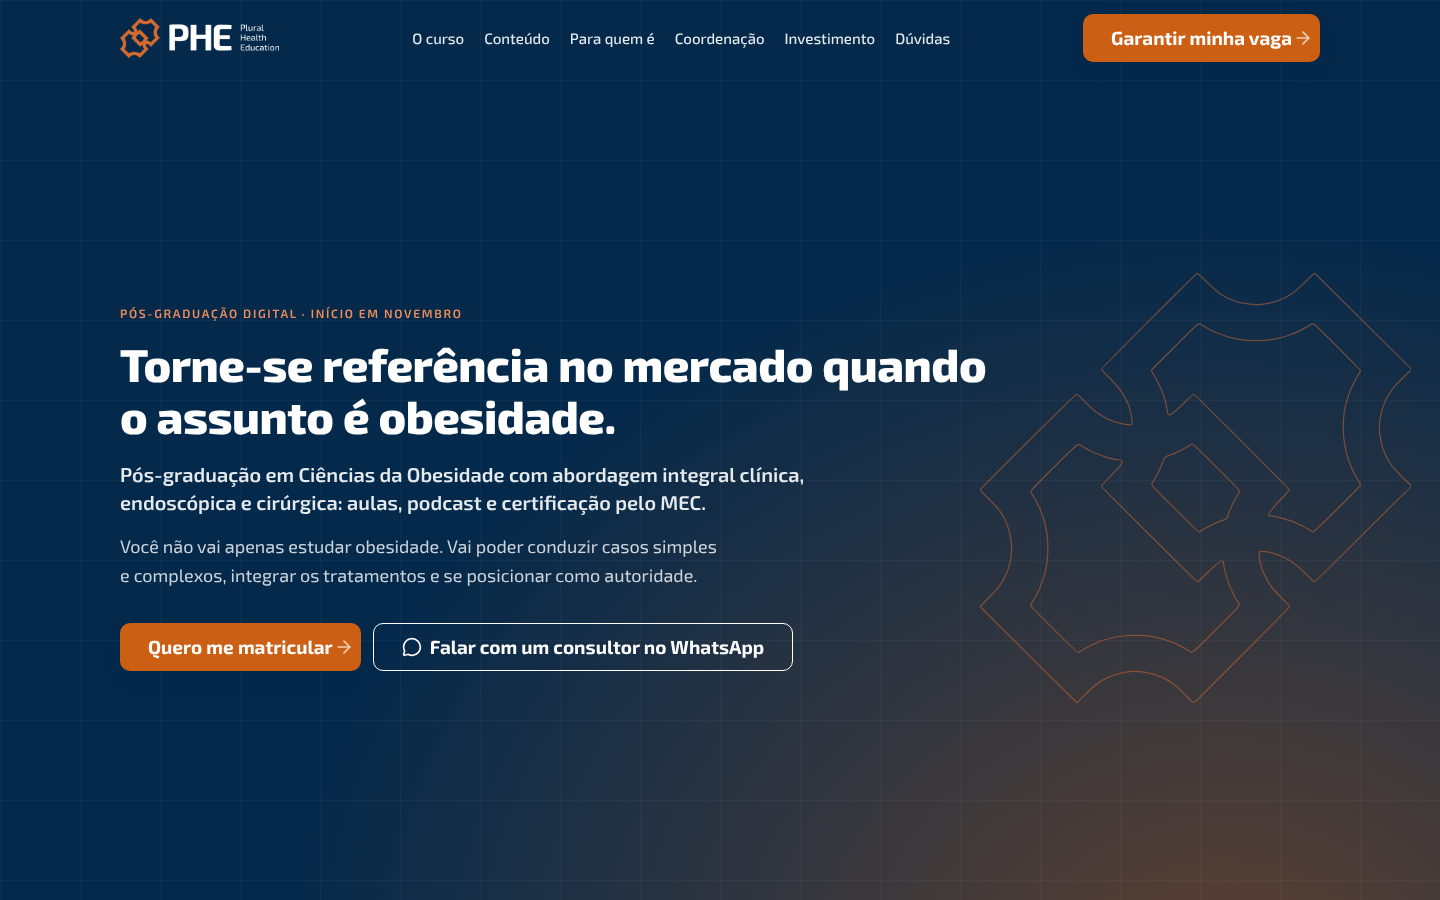 PHE
Plural
Health
Education
O curso
Conteúdo
Para quem é
Coordenação
Investimento
Dúvidas
Garantir minha vaga
PÓS-GRADUAÇÃO DIGITAL · INÍCIO EM NOVEMBRO
Torne-se referência no mercado quando
o assunto é obesidade.
Pós-graduação em Ciências da Obesidade com abordagem integral clínica,
endoscópica e cirúrgica: aulas, podcast e certificação pelo MEC.
Você não vai apenas estudar obesidade. Vai poder conduzir casos simples
e complexos, integrar os tratamentos e se posicionar como autoridade.
Quero me matricular
Falar com um consultor no WhatsApp